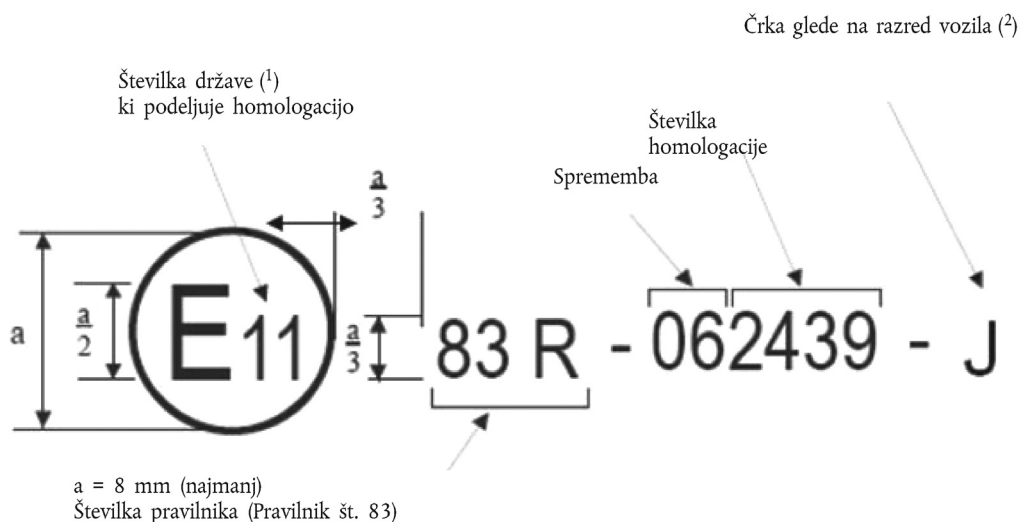 Črka glede na razred vozila (²)
Številka države (¹)
ki podeljuje homologacijo
Številka
homologacije
Sprememba
a/3
a
a/2
E11
a/3
83 R - 062439 - J
a = 8 mm (najmanj)
Številka pravilnika (Pravilnik št. 83)